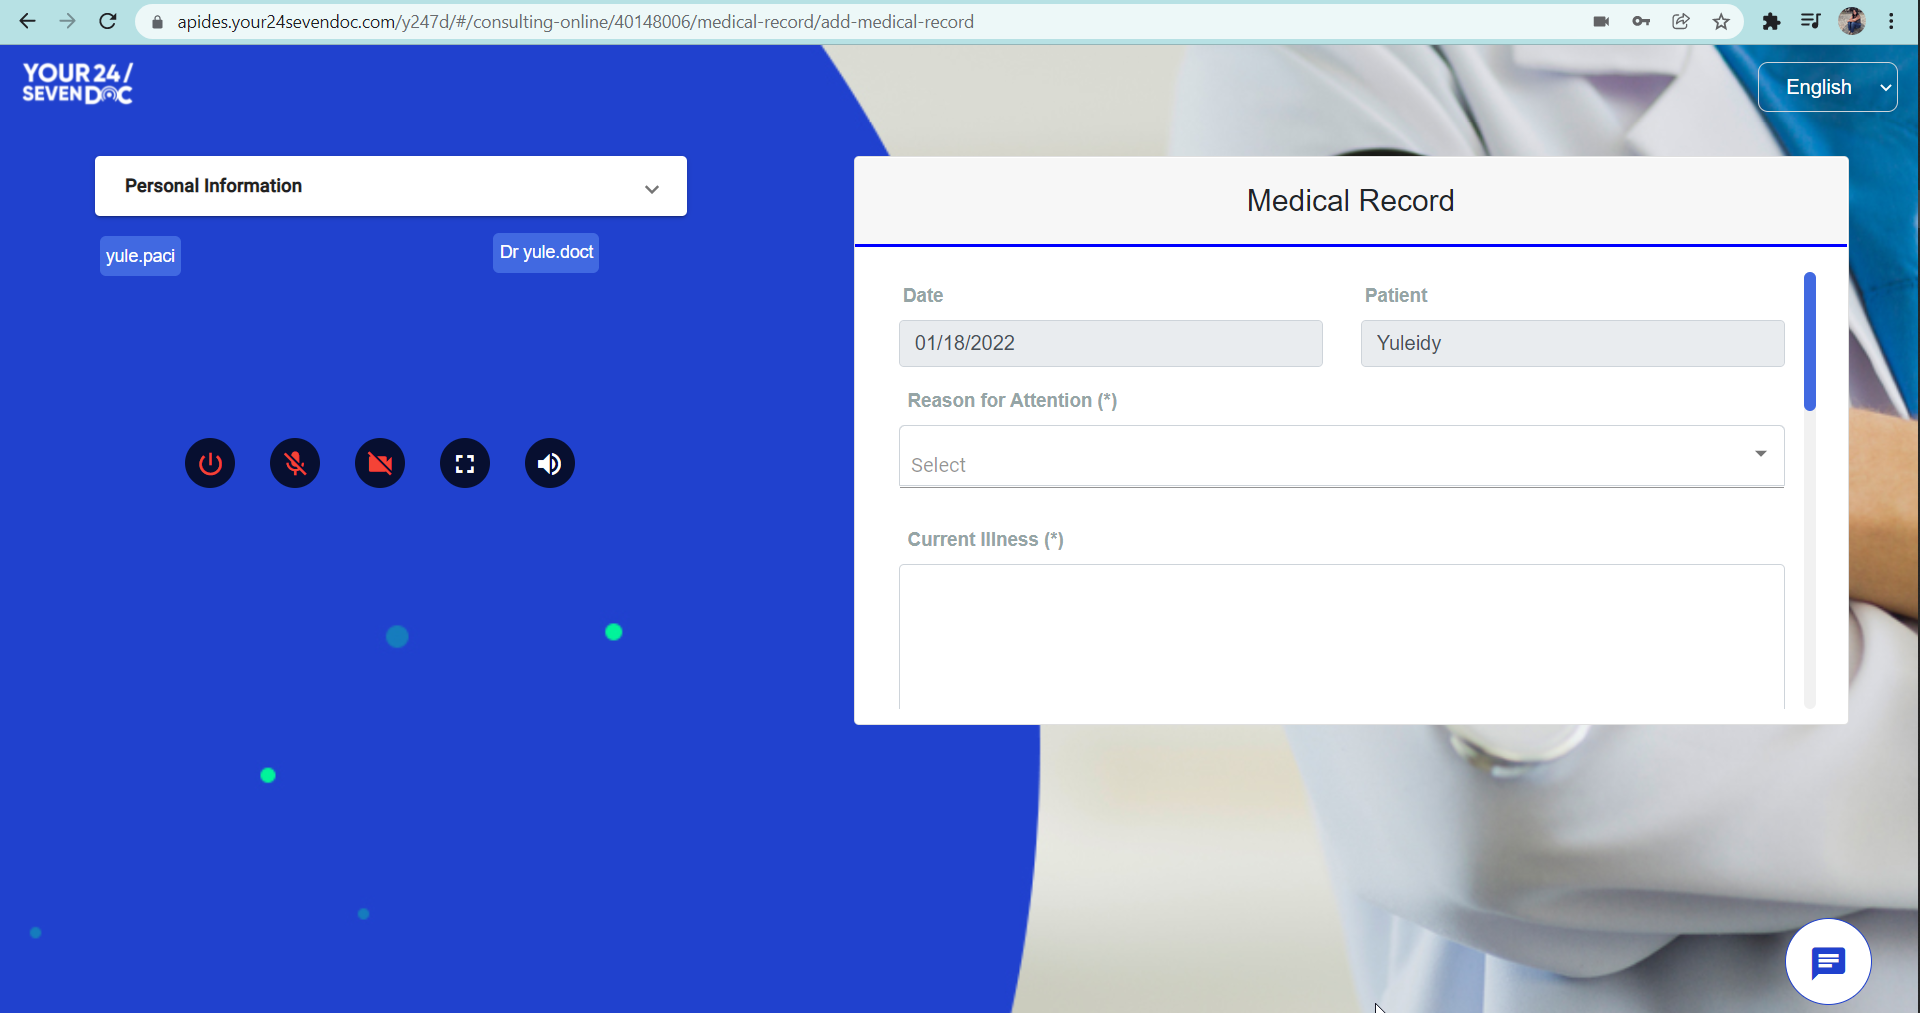 apides.your24sevendoc.com/y247d/#/consulting-online/40148006/medical-record/add-medical-record
YOUR 24/
SEVEN DOC
English
Personal Information
yule.paci
Dr yule.doct
Medical Record
Date
Patient
01/18/2022
Yuleidy
Reason for Attention (*)
Select
Current Illness (*)